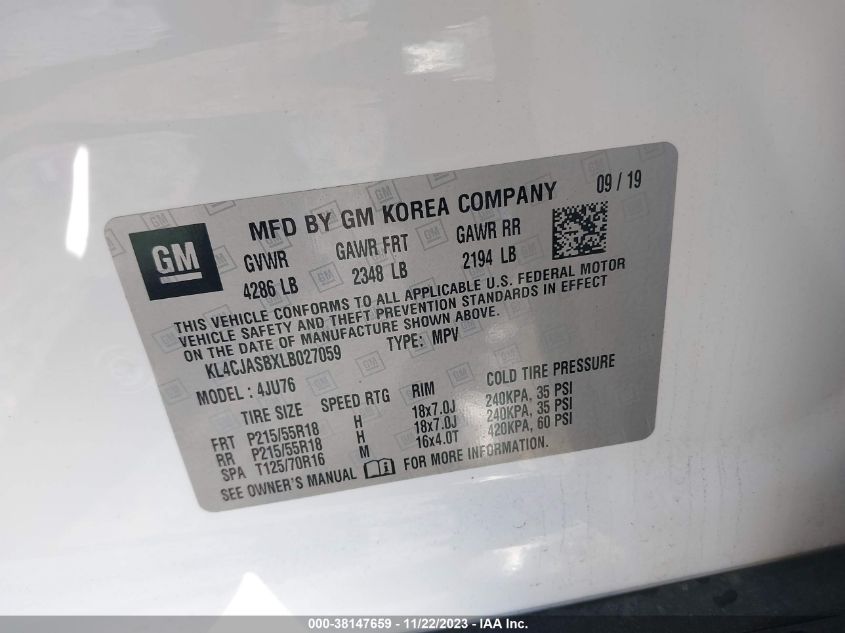 GM
MFD BY GM KOREA COMPANY 09 / 19
GVWR GAWR FRT GAWR RR
4286 LB 2348 LB 2194 LB
THIS VEHICLE CONFORMS TO ALL APPLICABLE U.S. FEDERAL MOTOR
VEHICLE SAFETY AND THEFT PREVENTION STANDARDS IN EFFECT
ON THE DATE OF MANUFACTURE SHOWN ABOVE.
KL4CJASBXLB027059 TYPE: MPV
MODEL : 4JU76
TIRE SIZE SPEED RTG RIM COLD TIRE PRESSURE
FRT P215/55R18 H 18x7.0J 240KPA, 35 PSI
RR P215/55R18 H 18x7.0J 240KPA, 35 PSI
SPA T125/70R16 M 16x4.0T 420KPA, 60 PSI
SEE OWNER'S MANUAL FOR MORE INFORMATION.
000-38147659 - 11/22/2023 - IAA Inc.